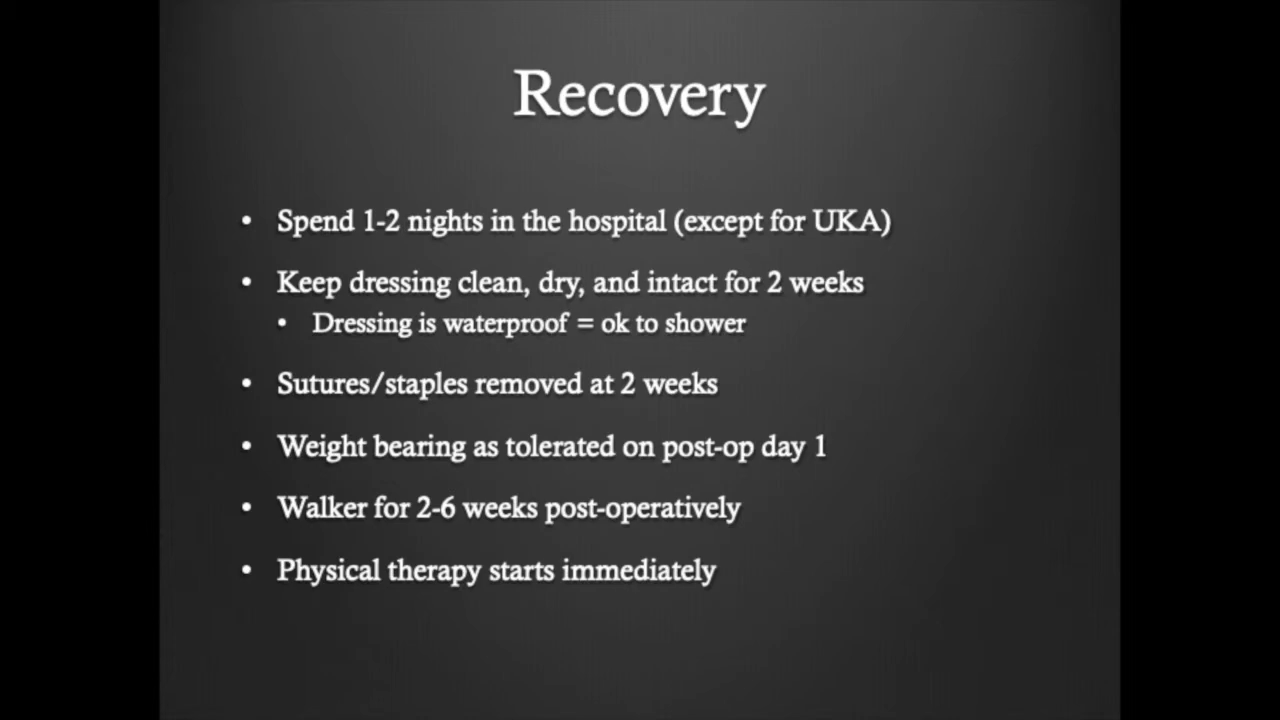 Recovery
• Spend 1-2 nights in the hospital (except for UKA)
• Keep dressing clean, dry, and intact for 2 weeks
• Dressing is waterproof = ok to shower
• Sutures/staples removed at 2 weeks
• Weight bearing as tolerated on post-op day 1
• Walker for 2-6 weeks post-operatively
• Physical therapy starts immediately